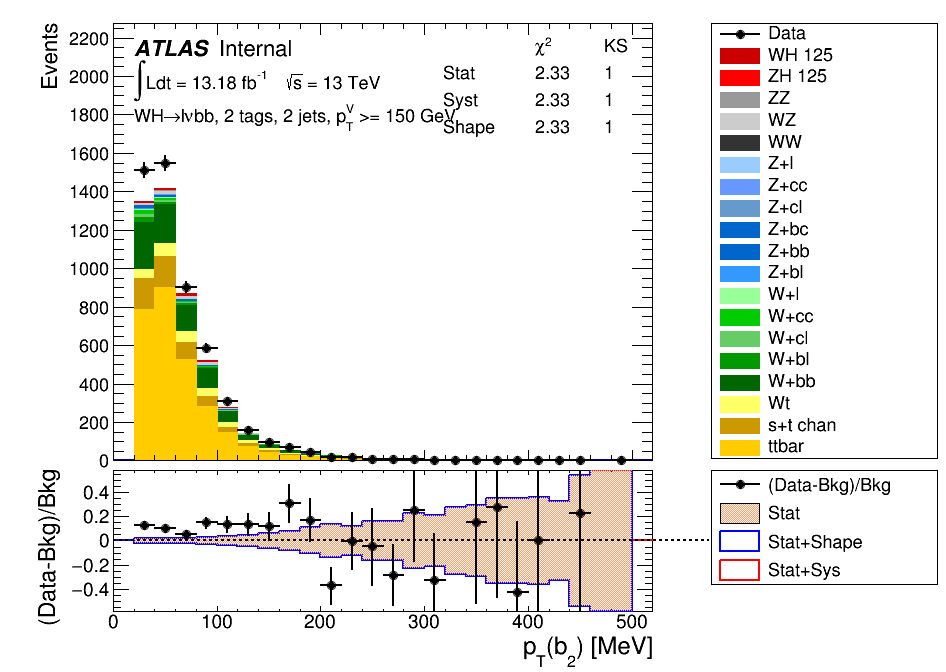 Events
2200
2000
1800
1600
1400
1200
1000
800
600
400
200
0
ATLAS Internal
∫Ldt = 13.18 fb⁻¹ √s = 13 TeV
WH→lνbb, 2 tags, 2 jets, p_T^V >= 150 GeV
χ² KS
Stat 2.33 1
Syst 2.33 1
Shape 2.33 1
Data
WH 125
ZH 125
ZZ
WZ
WW
Z+l
Z+cc
Z+cl
Z+bc
Z+bb
Z+bl
W+l
W+cc
W+cl
W+bl
W+bb
Wt
s+t chan
ttbar
(Data-Bkg)/Bkg
0.4
0.2
0
−0.2
−0.4
0 100 200 300 400 500
p_T(b_2) [MeV]
(Data-Bkg)/Bkg
Stat
Stat+Shape
Stat+Sys